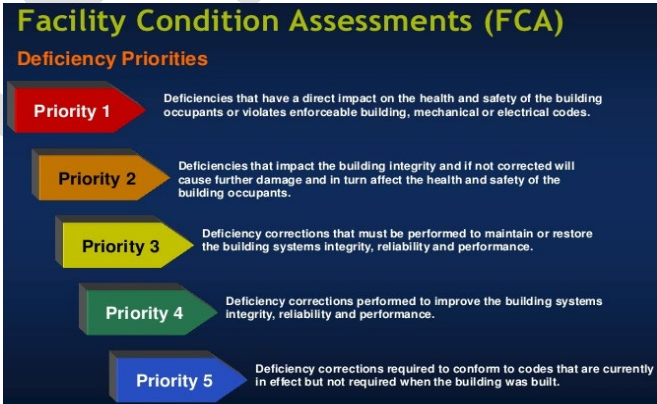 Facility Condition Assessments (FCA)
Deficiency Priorities
Priority 1
Deficiencies that have a direct impact on the health and safety of the building
occupants or violates enforceable building, mechanical or electrical codes.
Priority 2
Deficiencies that impact the building integrity and if not corrected will
cause further damage and in turn affect the health and safety of the
building occupants.
Priority 3
Deficiency corrections that must be performed to maintain or restore
the building systems integrity, reliability and performance.
Priority 4
Deficiency corrections performed to improve the building systems
integrity, reliability and performance.
Priority 5
Deficiency corrections required to conform to codes that are currently
in effect but not required when the building was built.